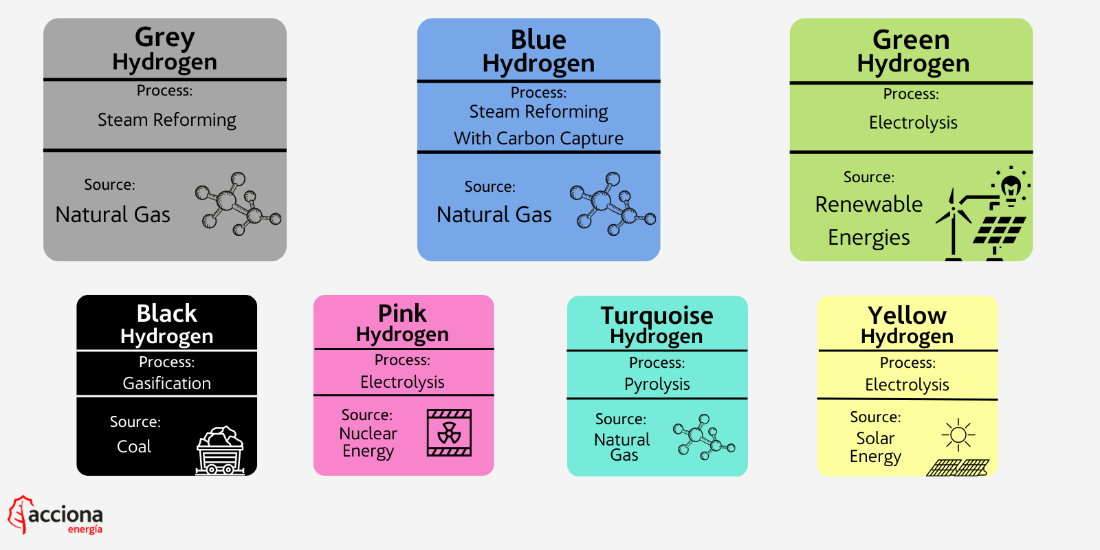 Grey
Hydrogen
Process:
Steam Reforming
Source:
Natural Gas
Blue
Hydrogen
Process:
Steam Reforming
With Carbon Capture
Source:
Natural Gas
Green
Hydrogen
Process:
Electrolysis
Source:
Renewable
Energies
Black
Hydrogen
Process:
Gasification
Source:
Coal
Pink
Hydrogen
Process:
Electrolysis
Source:
Nuclear
Energy
Turquoise
Hydrogen
Process:
Pyrolysis
Source:
Natural
Gas
Yellow
Hydrogen
Process:
Electrolysis
Source:
Solar
Energy
acciona
energía